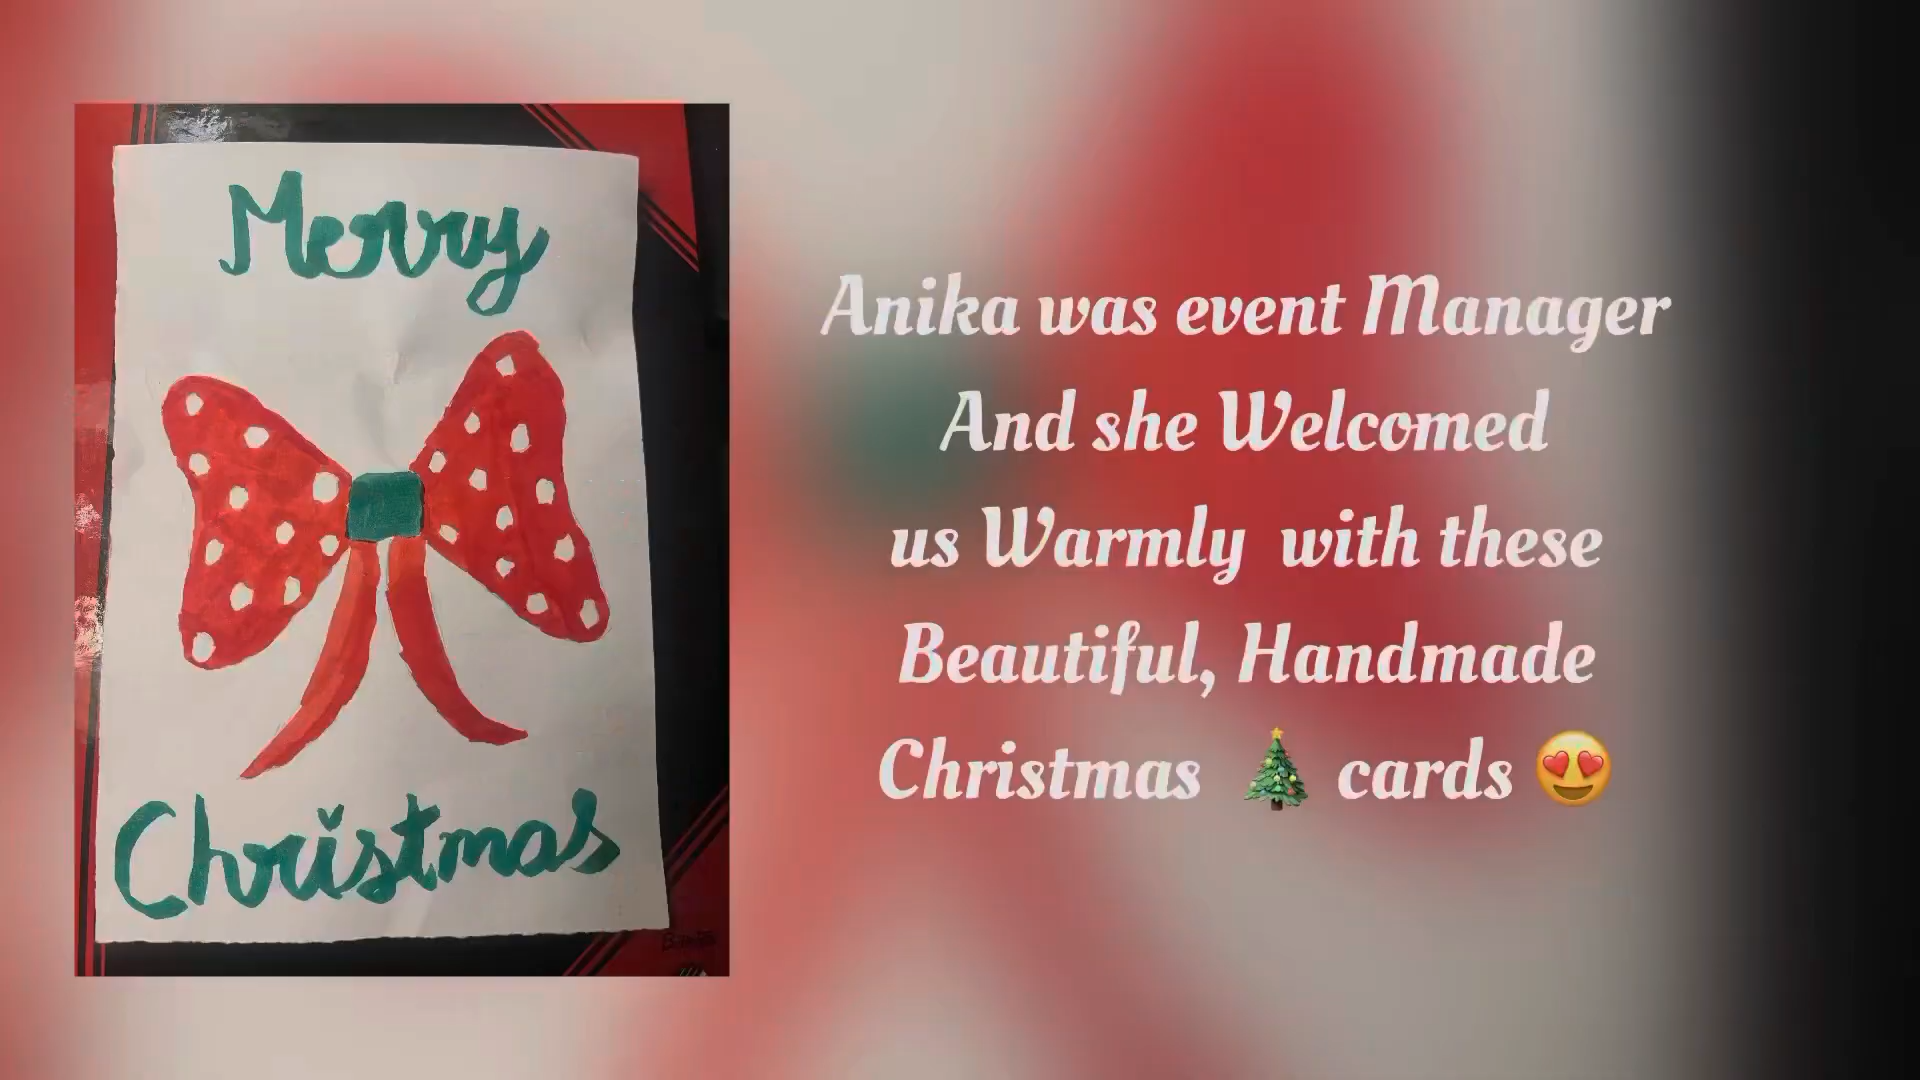 Merry
Christmas
Anika was event Manager
And she Welcomed
us Warmly with these
Beautiful, Handmade
Christmas 🎄 cards 😍